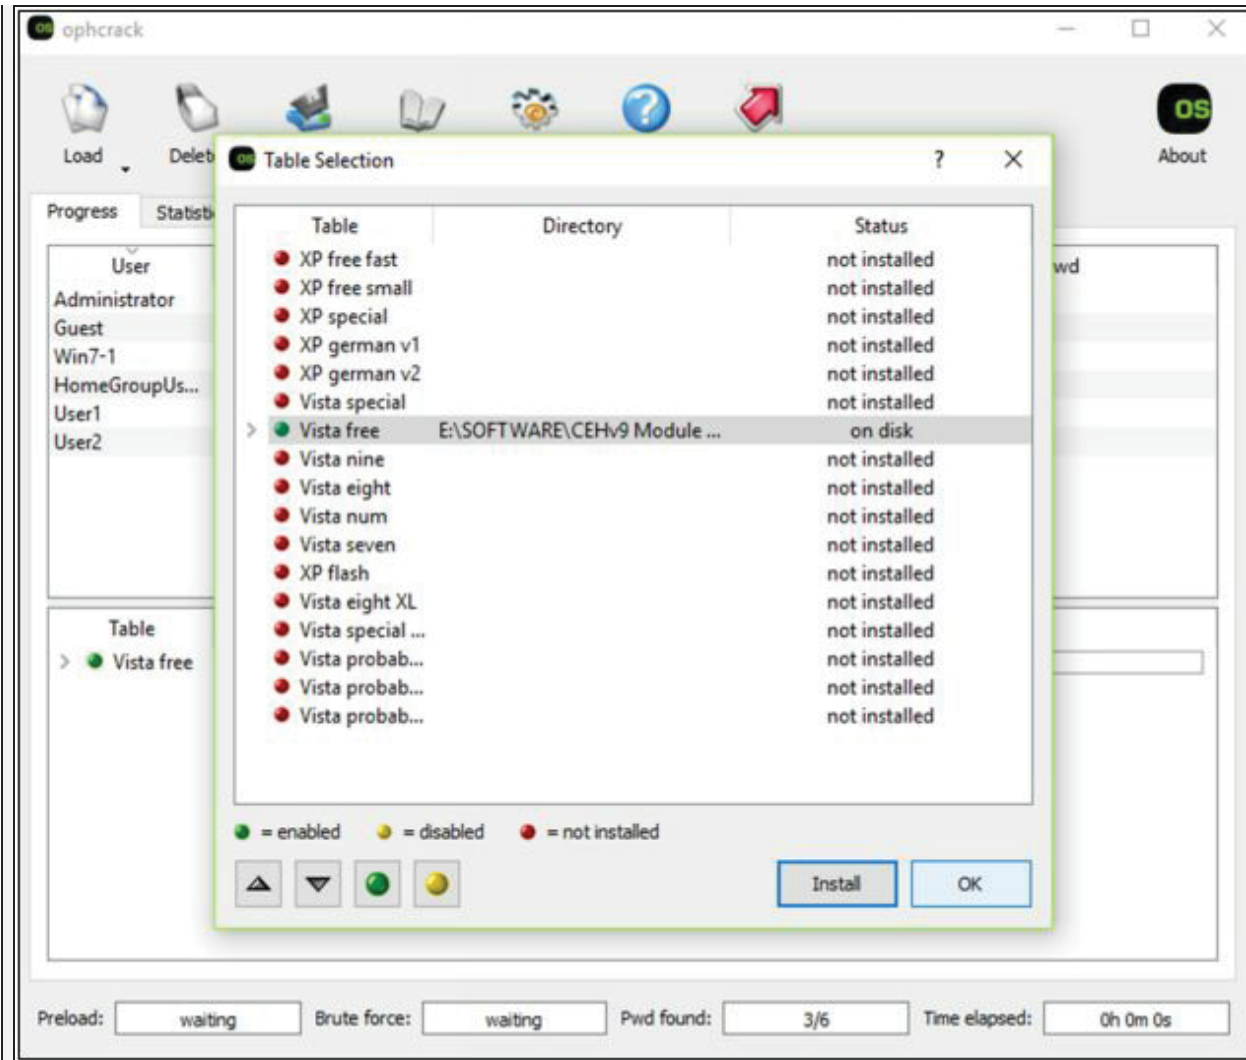 ophcrack
Load
Delet
About
Table Selection
?
Progress
Statisti
Table Directory Status
User
wd
XP free fast not installed
Administrator
XP free small not installed
Guest
XP special not installed
Win7-1
XP german v1 not installed
HomeGroupUs...
XP german v2 not installed
User1
Vista special not installed
User2
Vista free E:\SOFTWARE\CEHv9 Module ... on disk
Vista nine not installed
Vista eight not installed
Vista num not installed
Vista seven not installed
XP flash not installed
Vista eight XL not installed
Table
Vista special ... not installed
Vista free
Vista probab... not installed
Vista probab... not installed
Vista probab... not installed
= enabled = disabled = not installed
Install OK
Preload: waiting Brute force: waiting Pwd found: 3/6 Time elapsed: 0h 0m 0s